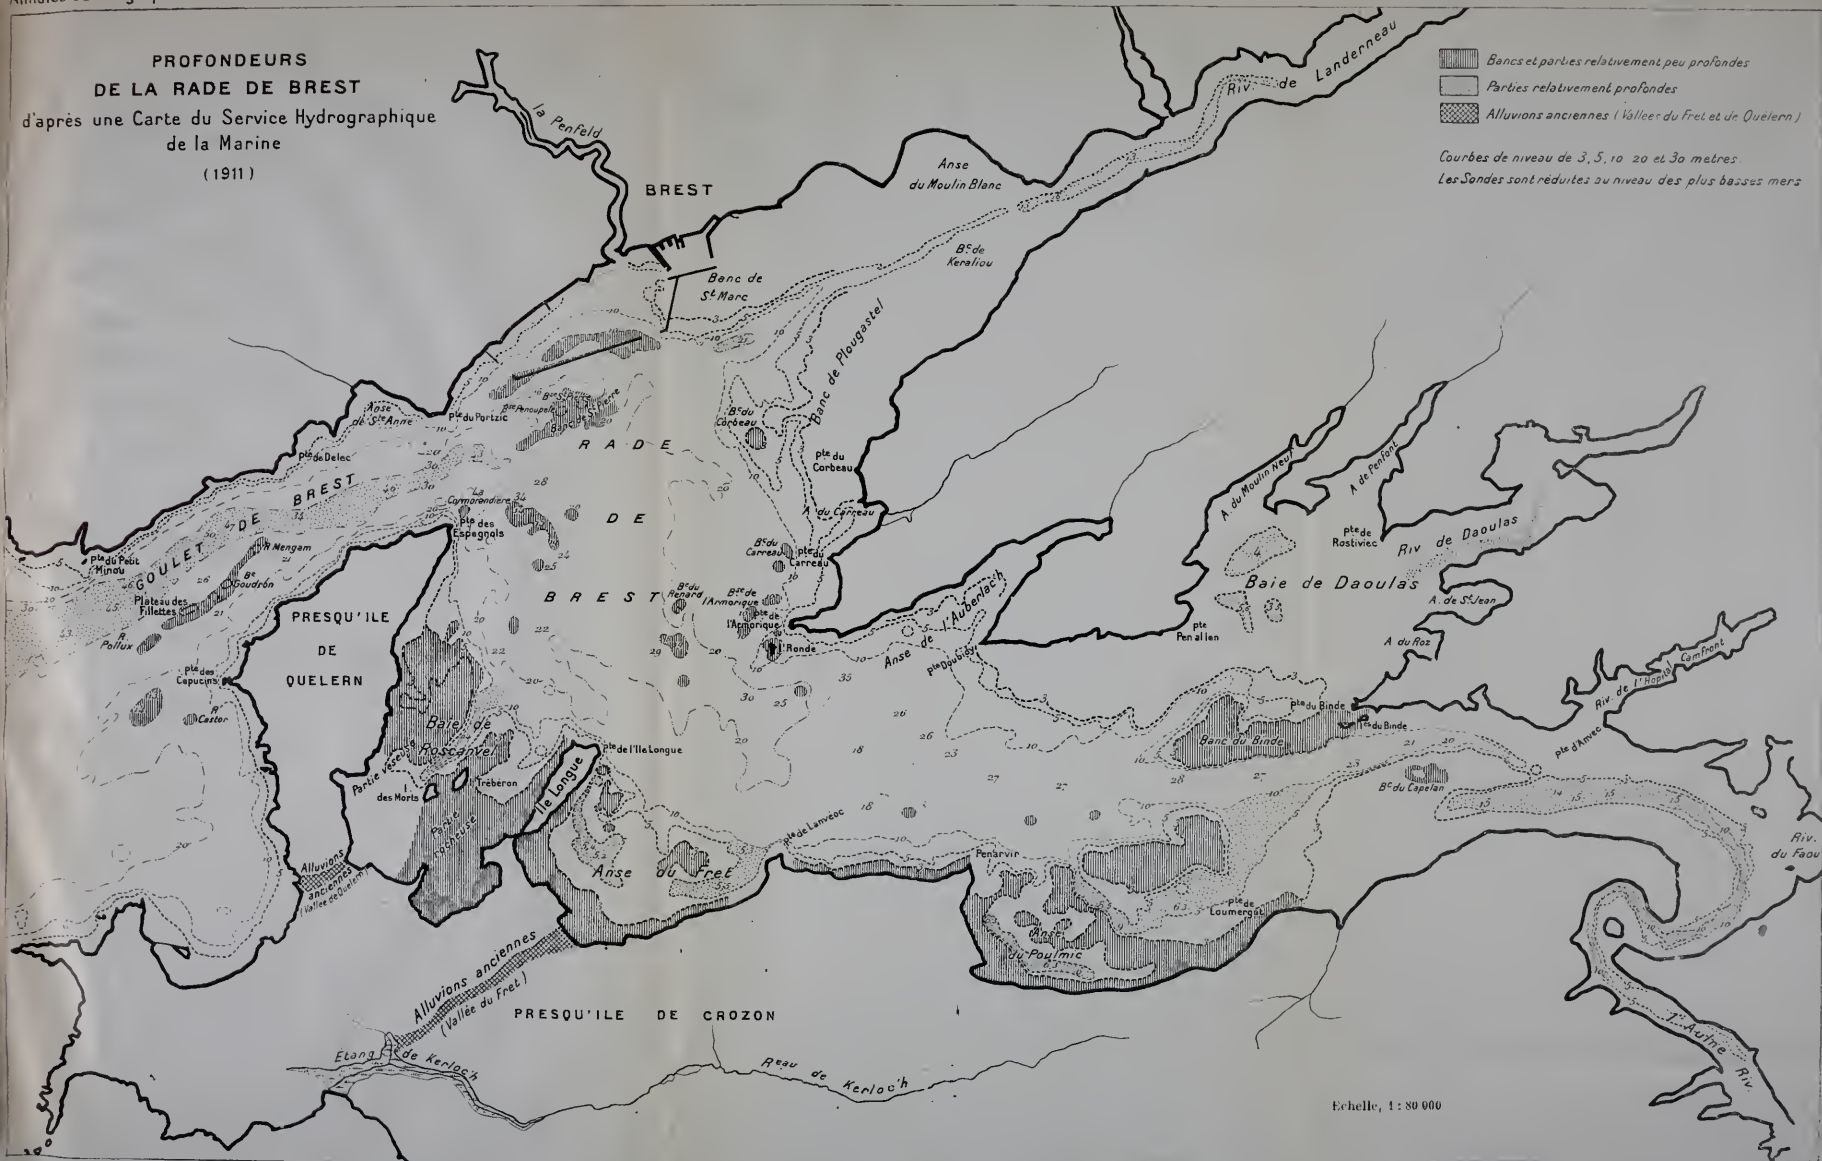 PROFONDEURS
DE LA RADE DE BREST
d'après une Carte du Service Hydrographique
de la Marine
(1911)
Bancs et parties relativement peu profondes
Parties relativement profondes
Alluvions anciennes (Vallées du Fret et de Quélern)
Courbes de niveau de 3, 5, 10 20 et 30 metres.
Les Sondes sont réduites au niveau des plus basses mers
Riv. de Landerneau
la Penfeld
BREST
Anse
du Moulin Blanc
Bc de
Keraliou
Banc de
St Marc
Banc de Plougastel
Anse
de Ste Anne
Pte du Portzic
Bc du
Corbeau
pte du
Corbeau
pte de Delec
RADE
DE
BREST
GOULET DE BREST
La
Cormorandière
pte des
Espagnols
A. du Carreau
Bc du
Carreau
pte du
Carreau
A du Moulin Neuf
A de Penfont
pte de
Rostiviec
Riv de Daoulas
Baie de Daoulas
A. de St Jean
A du Roz
pte
Penallen
Pte du Petit
Minou
R Mengam
Bc
Goudron
Plateau des
Fillettes
R
Pollux
pte des
Capucins
R
Castor
PRESQU'ILE
DE
QUELERN
Bc du
Renard
Bse de
l'Armorique
Pte de
l'Armorique
I Ronde
Anse de l'Auberlac'h
pte Doubidy
Baie de
Roscanvel
Partie vaseuse
I.
des Morts
I. Trébéron
Partie
rocheuse
Ile Longue
pte de l'Ile Longue
Anse du Fret
pte de Lanvéoc
Penarvir
Anse
du Poulmic
pte de
Loumergat
Banc du Binde
pte du Binde
Ies du Binde
Bc du Capelan
Riv. de l'Hopital Camfront
pte d'Anvec
Riv.
du Faou
l'Aulne Riv.
Alluvions
anciennes
(Vallée de Quélern)
Alluvions anciennes
(Vallée du Fret)
PRESQU'ILE DE CROZON
Etang de Kerloc'h
Reau de Kerloc'h
Echelle, 1 : 80 000